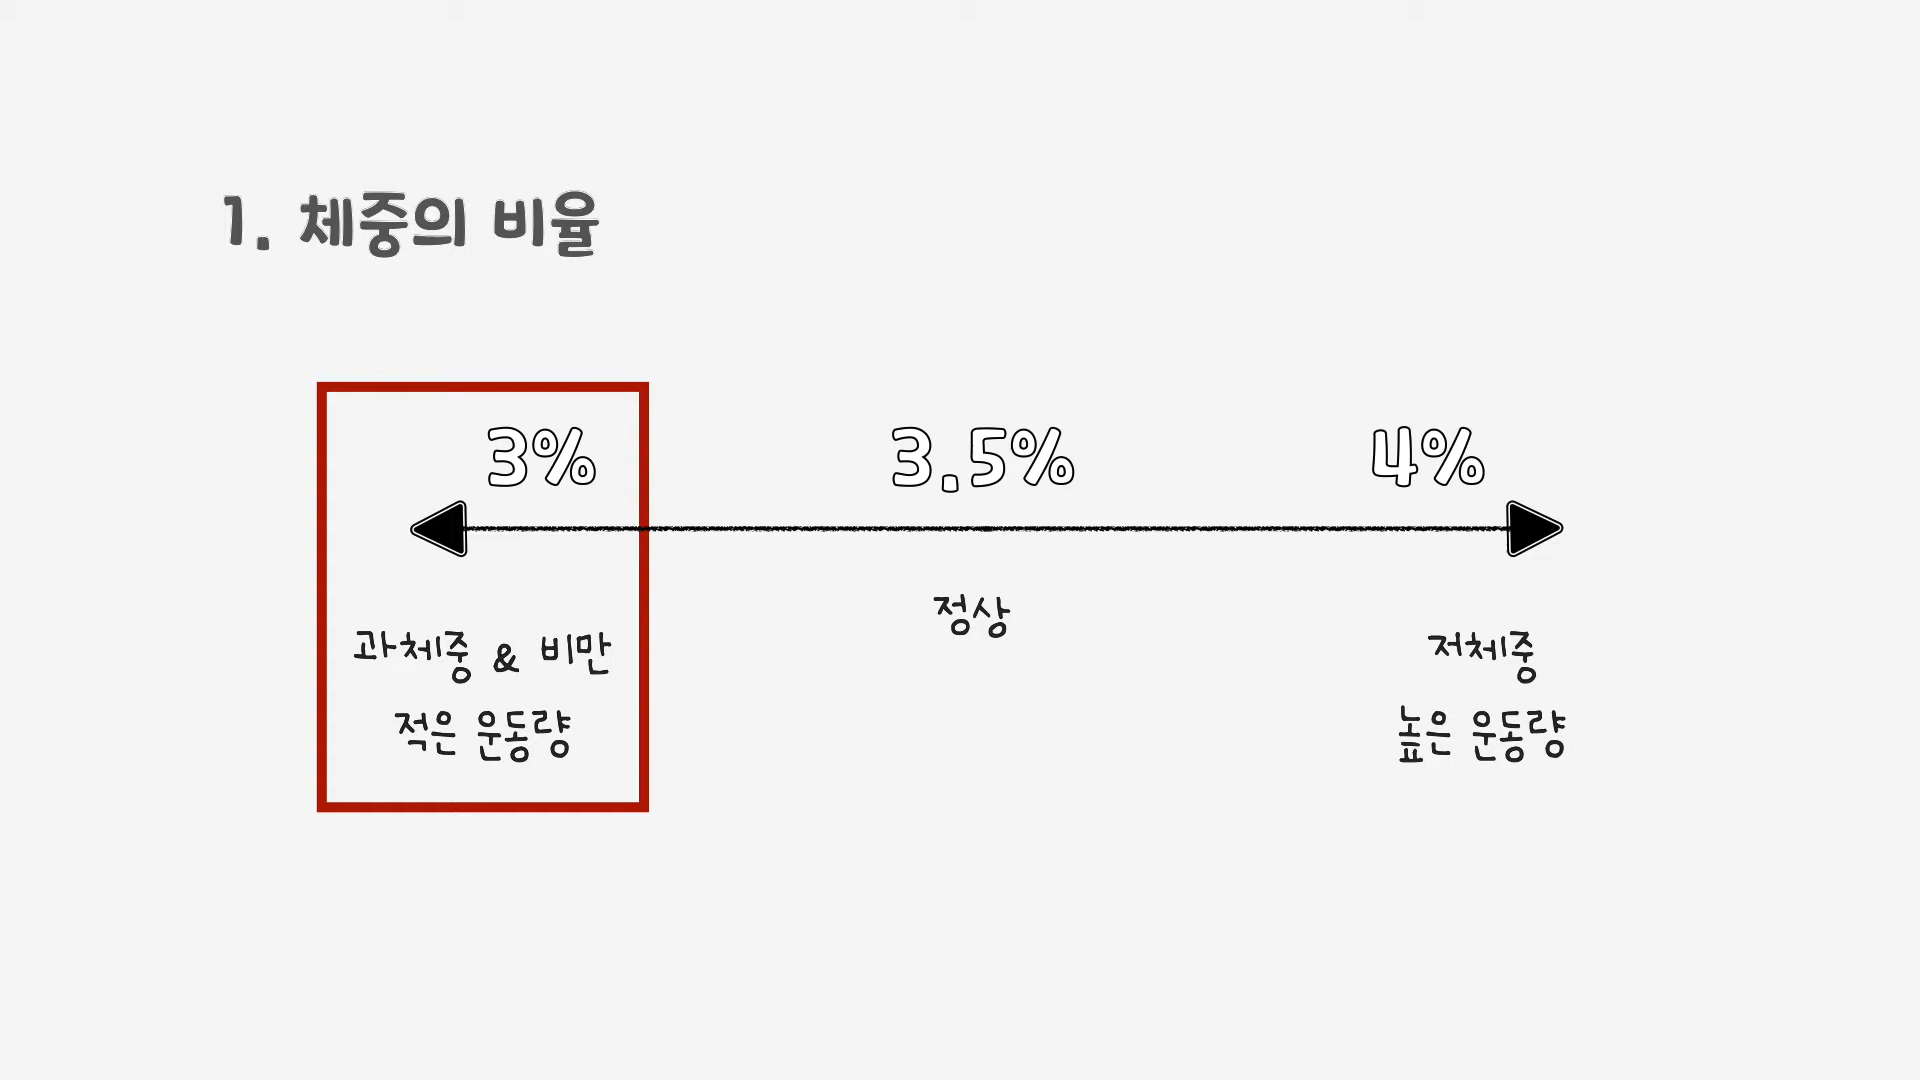 1. 체중의 비율
3%
3.5%
4%
정상
과체중 & 비만
적은 운동량
저체중
높은 운동량